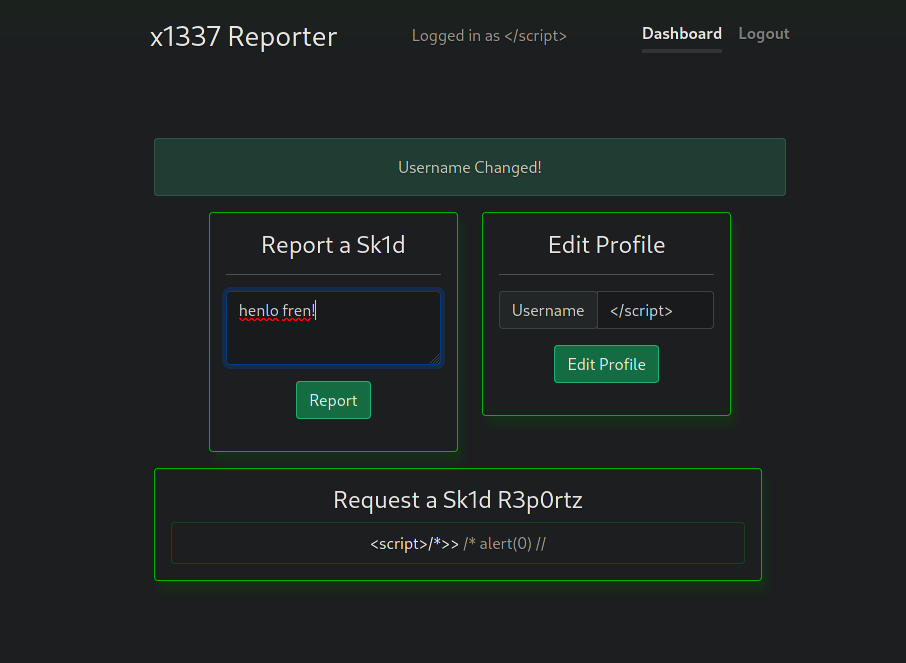 x1337 Reporter
Logged in as </script>
Dashboard
Logout
Username Changed!
Report a Sk1d
henlo fren!
Report
Edit Profile
Username </script>
Edit Profile
Request a Sk1d R3p0rtz
<script>/*>> /* alert(0) //